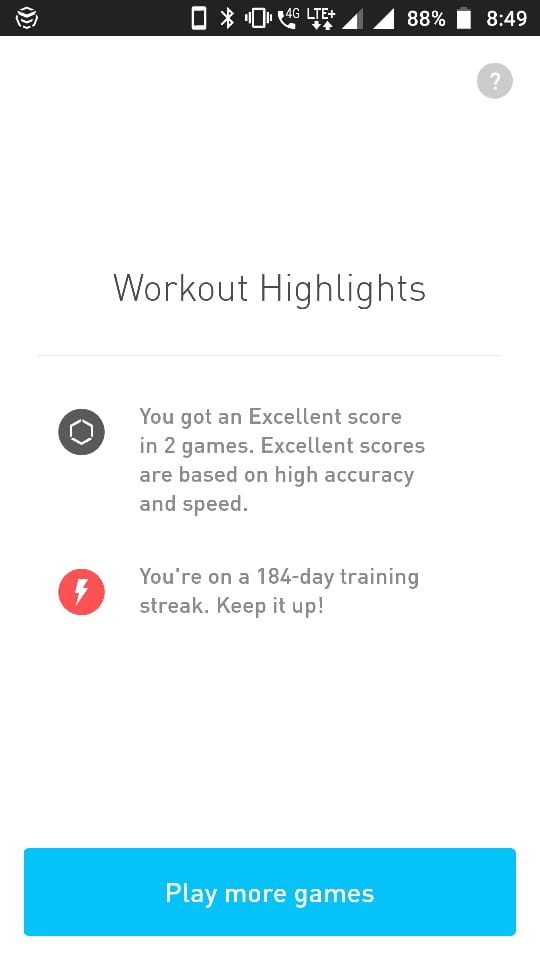 4G LTE+ 88% 8:49
?
Workout Highlights
You got an Excellent score
in 2 games. Excellent scores
are based on high accuracy
and speed.
You're on a 184-day training
streak. Keep it up!
Play more games